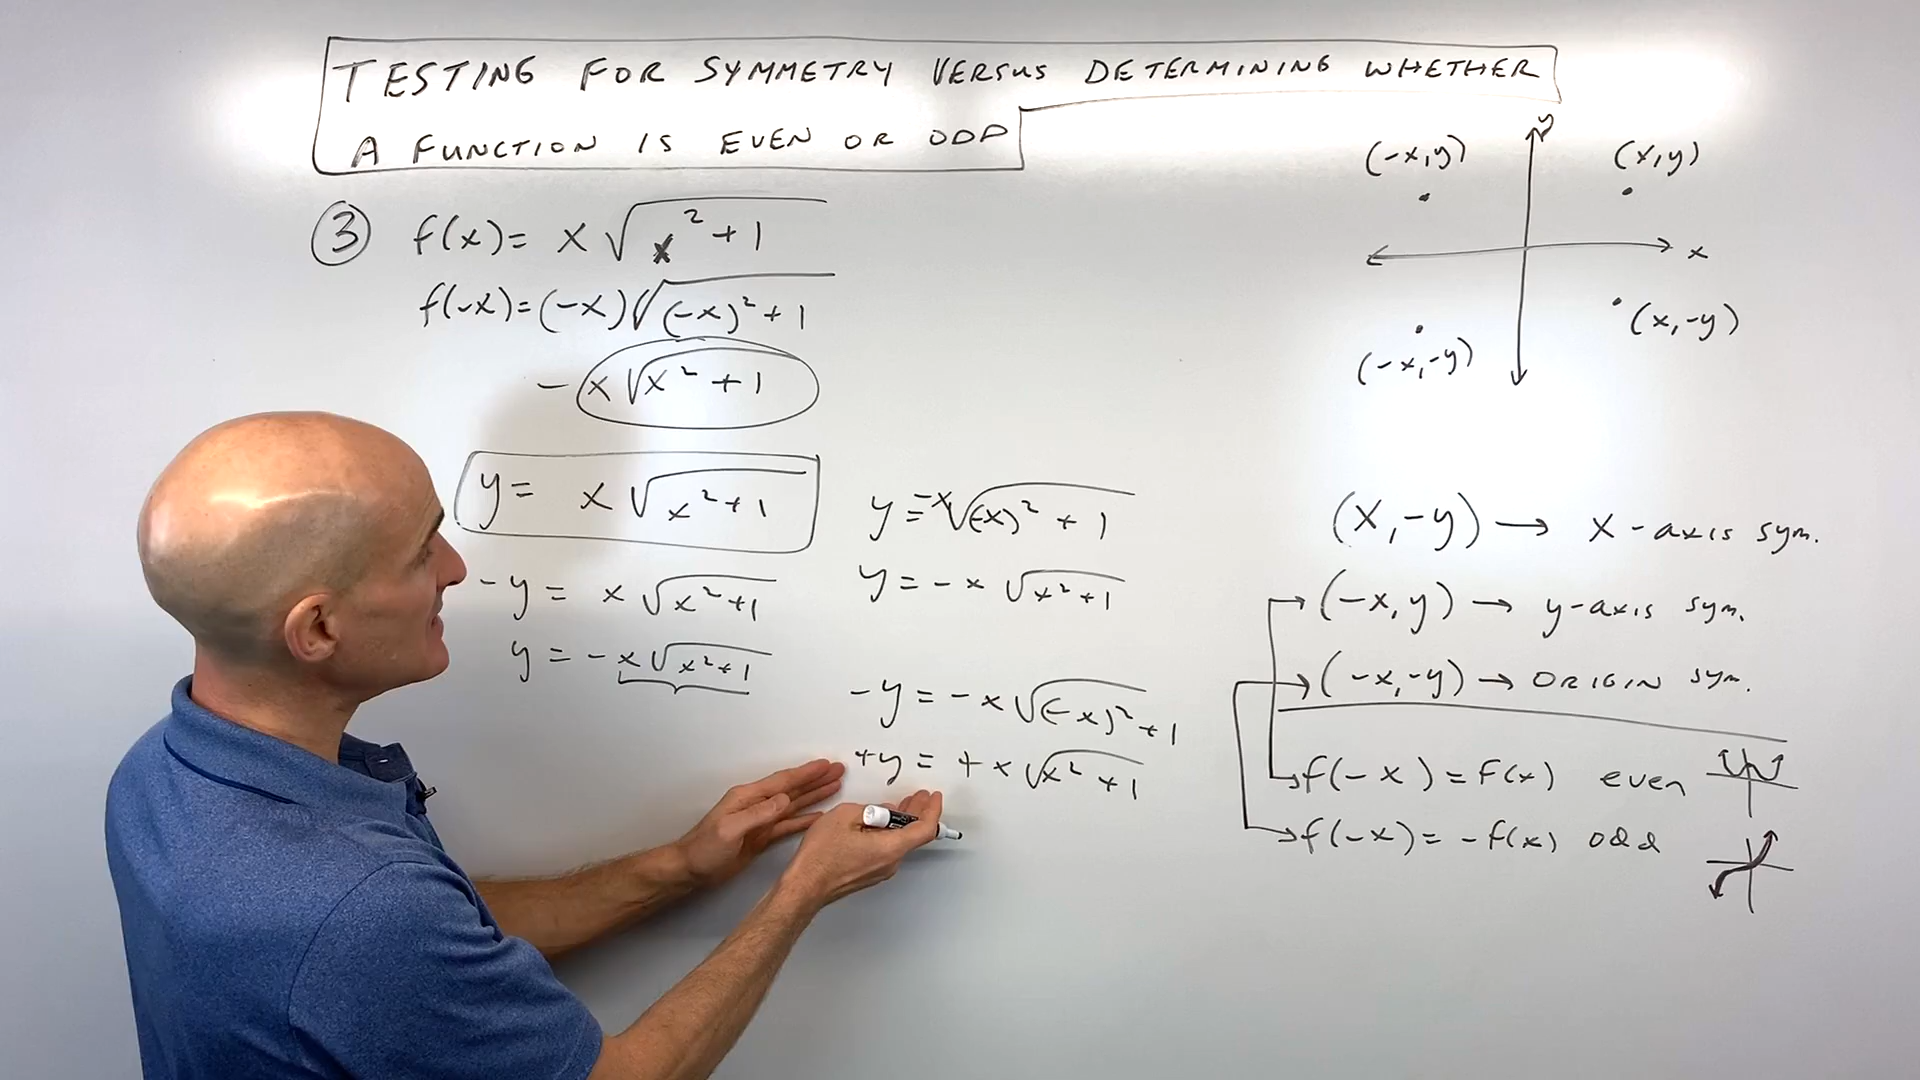 TESTING FOR SYMMETRY VERSUS DETERMINING WHETHER
A FUNCTION IS EVEN OR ODD
③ f(x)= x√(x²+1)
f(-x)=(-x)√((-x)²+1)
-x√(x²+1)
y= x√(x²+1)
-y= x√(x²+1)
y=-x√(x²+1)
y=-x√((-x)²+1)
y=-x√(x²+1)
-y=-x√((-x)²+1)
+y=+x√(x²+1)
y
(-x,y)
(x,y)
x
(-x,-y)
(x,-y)
(x,-y)→ x-axis sym.
(-x,y)→ y-axis sym.
(-x,-y)→ ORIGIN sym.
f(-x)=f(x) even
f(-x)=-f(x) odd